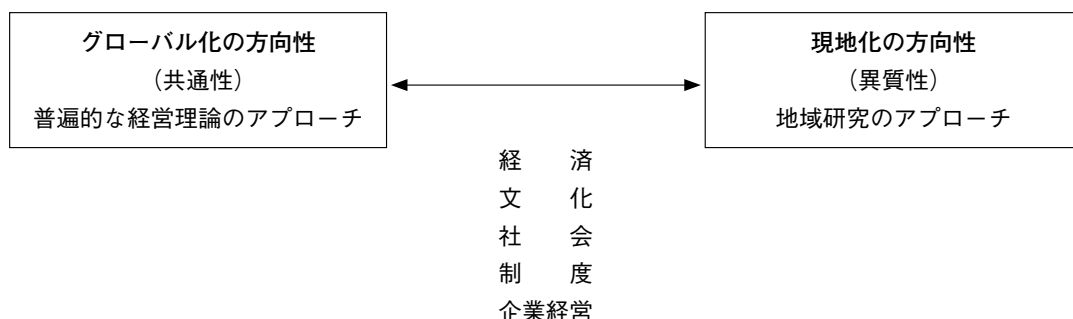 グローバル化の方向性
（共通性）
普遍的な経営理論のアプローチ
現地化の方向性
（異質性）
地域研究のアプローチ
経　　済
文　　化
社　　会
制　　度
企業経営